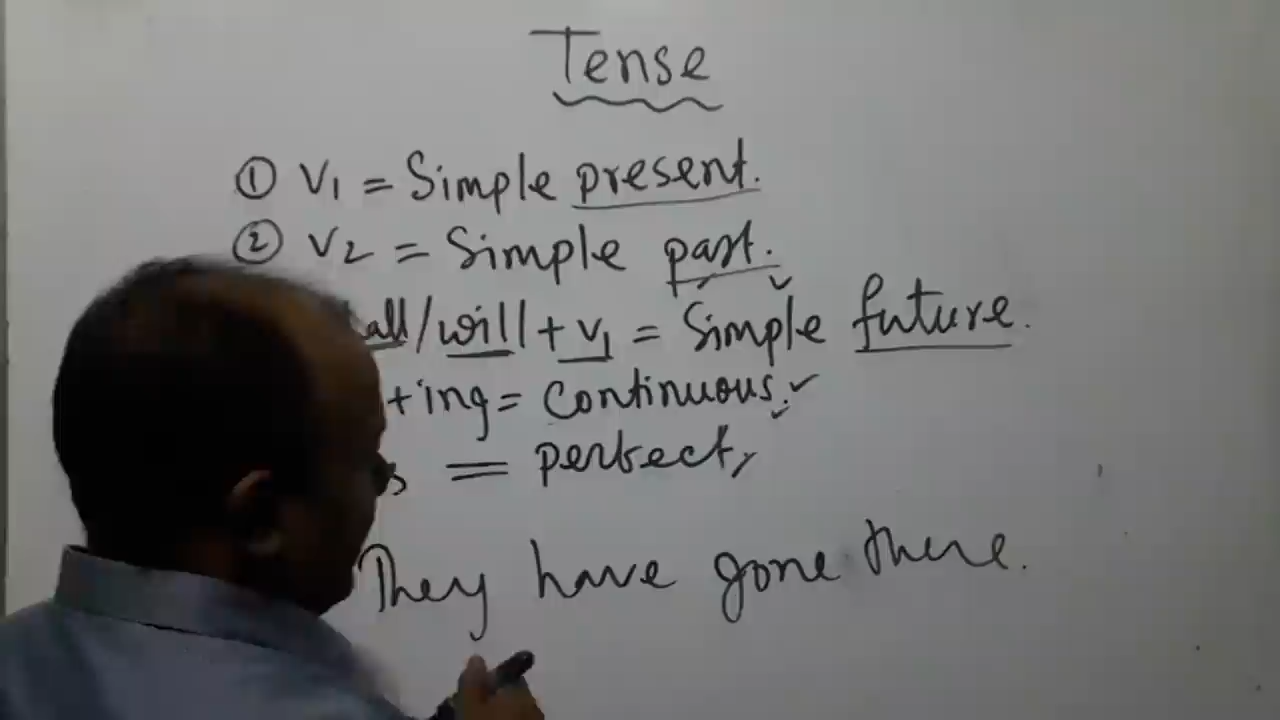 Tense
① V1 = Simple present.
② V2 = Simple past.
all/will + V1 = Simple future.
+ing = Continuous.
= perfect,
They have gone there.